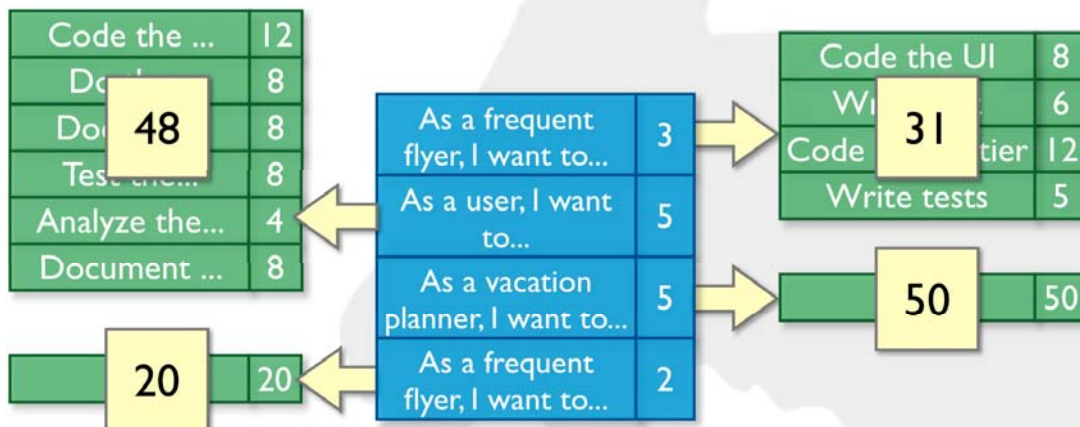 Code the ... 12
8
8
Test the... 8
Analyze the... 4
Document ... 8
48
20
20
As a frequent flyer, I want to... 3
As a user, I want to... 5
As a vacation planner, I want to... 5
As a frequent flyer, I want to... 2
Code the UI 8
6
Code tier 12
Write tests 5
31
50
50